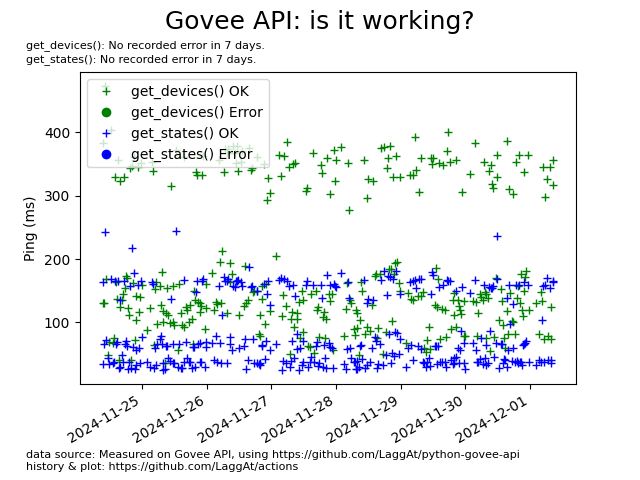 Govee API: is it working?
get_devices(): No recorded error in 7 days.
get_states(): No recorded error in 7 days.
get_devices() OK
get_devices() Error
get_states() OK
get_states() Error
Ping (ms)
400
300
200
100
2024-11-25
2024-11-26
2024-11-27
2024-11-28
2024-11-29
2024-11-30
2024-12-01
data source: Measured on Govee API, using https://github.com/LaggAt/python-govee-api
history & plot: https://github.com/LaggAt/actions